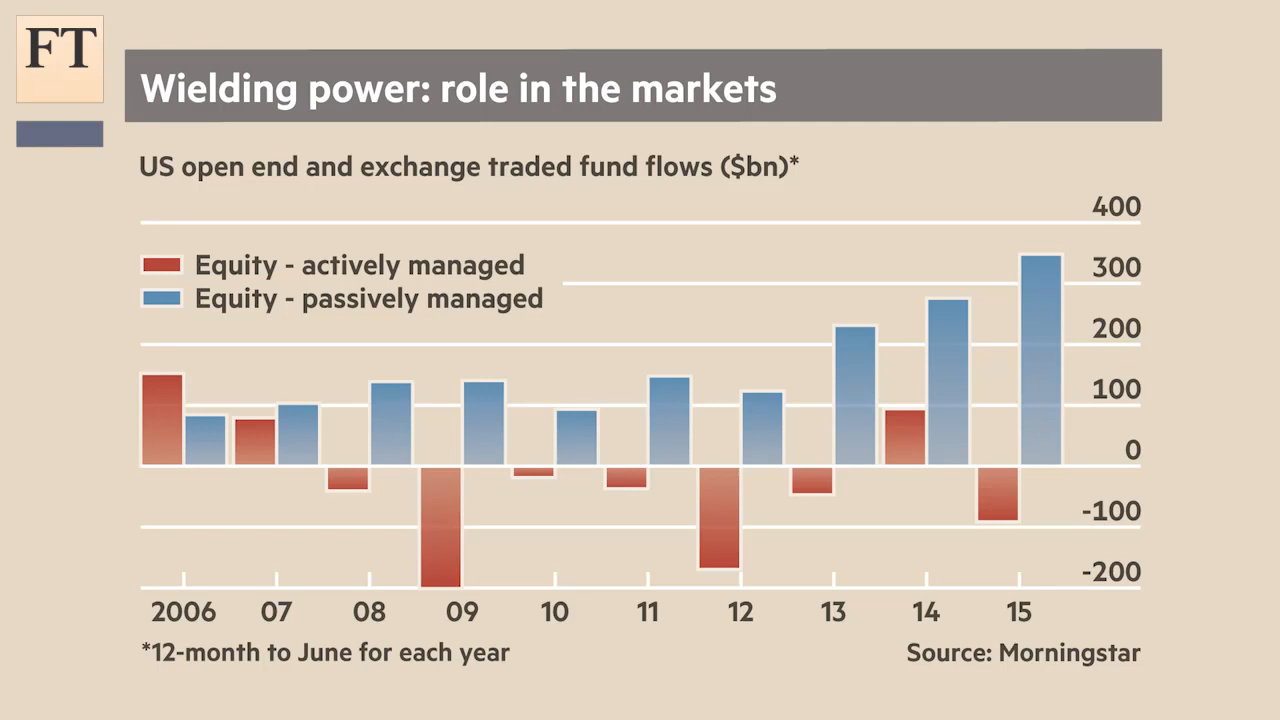 FT
Wielding power: role in the markets
US open end and exchange traded fund flows ($bn)*
400
Equity - actively managed
300
Equity - passively managed
200
100
0
-100
-200
2006 07 08 09 10 11 12 13 14 15
*12-month to June for each year
Source: Morningstar